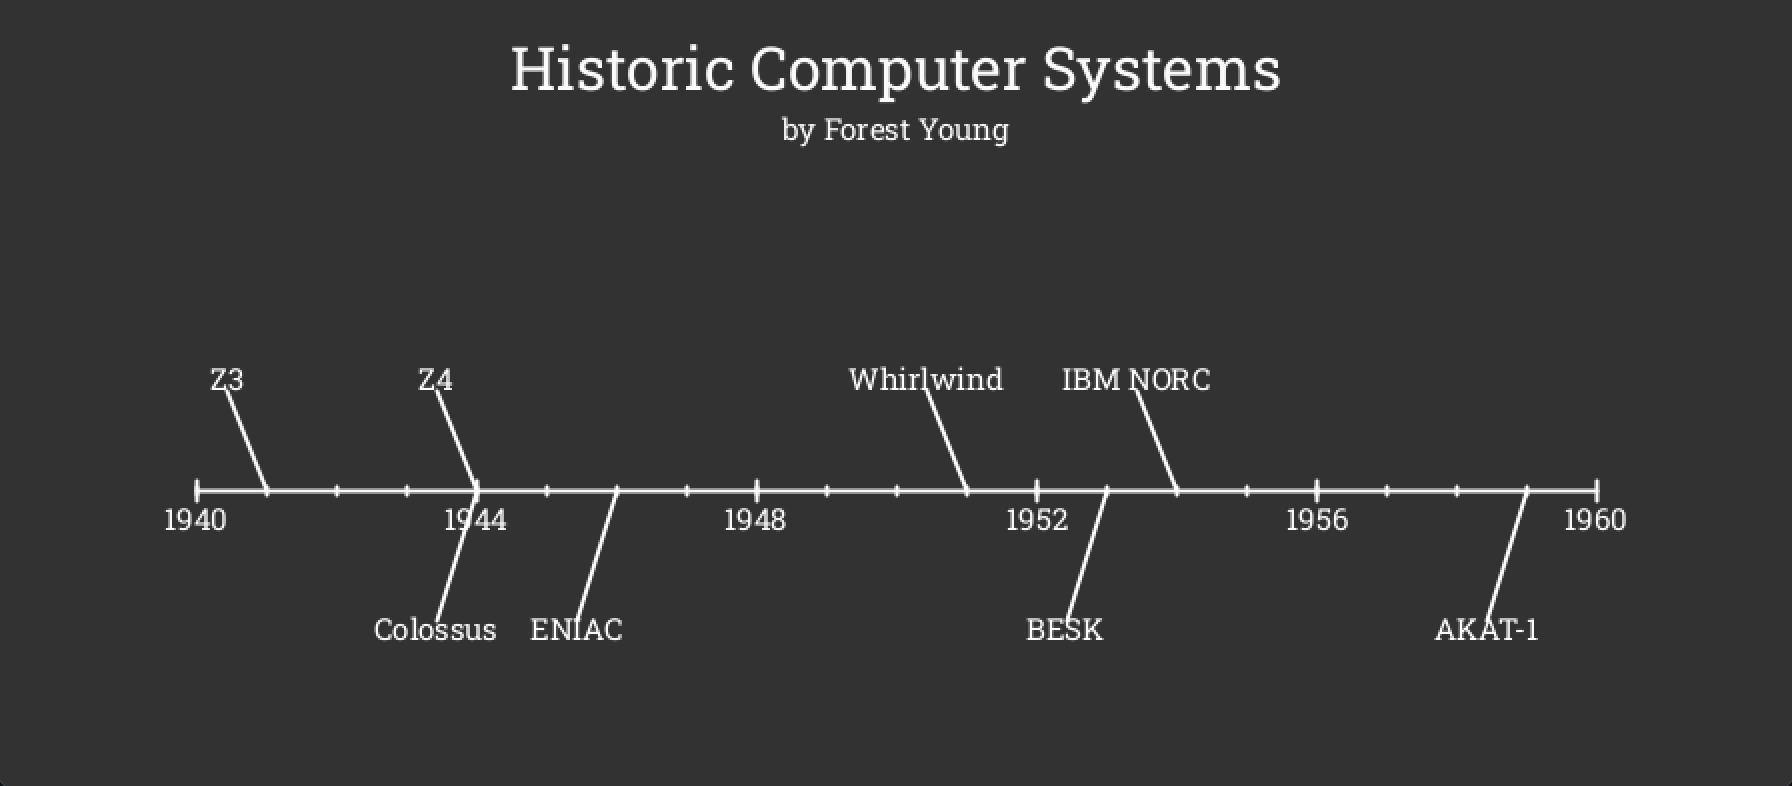 Historic Computer Systems
by Forest Young
Z3 Z4 Whirlwind IBM NORC
1940 1944 1948 1952 1956 1960
Colossus ENIAC BESK AKAT-1